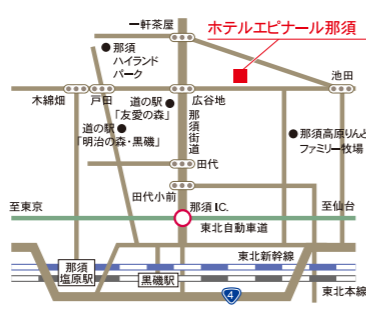 一軒茶屋
ホテルエピナール那須
那須
ハイランド
パーク
池田
木綿畑
戸田
道の駅
「友愛の森」
広谷地
道の駅
「明治の森・黒磯」
那須街道
那須高原りんど
ファミリー牧場
田代
田代小前
至東京
那須 I.C.
至仙台
東北自動車道
東北新幹線
那須
塩原駅
黒磯駅
4
東北本線